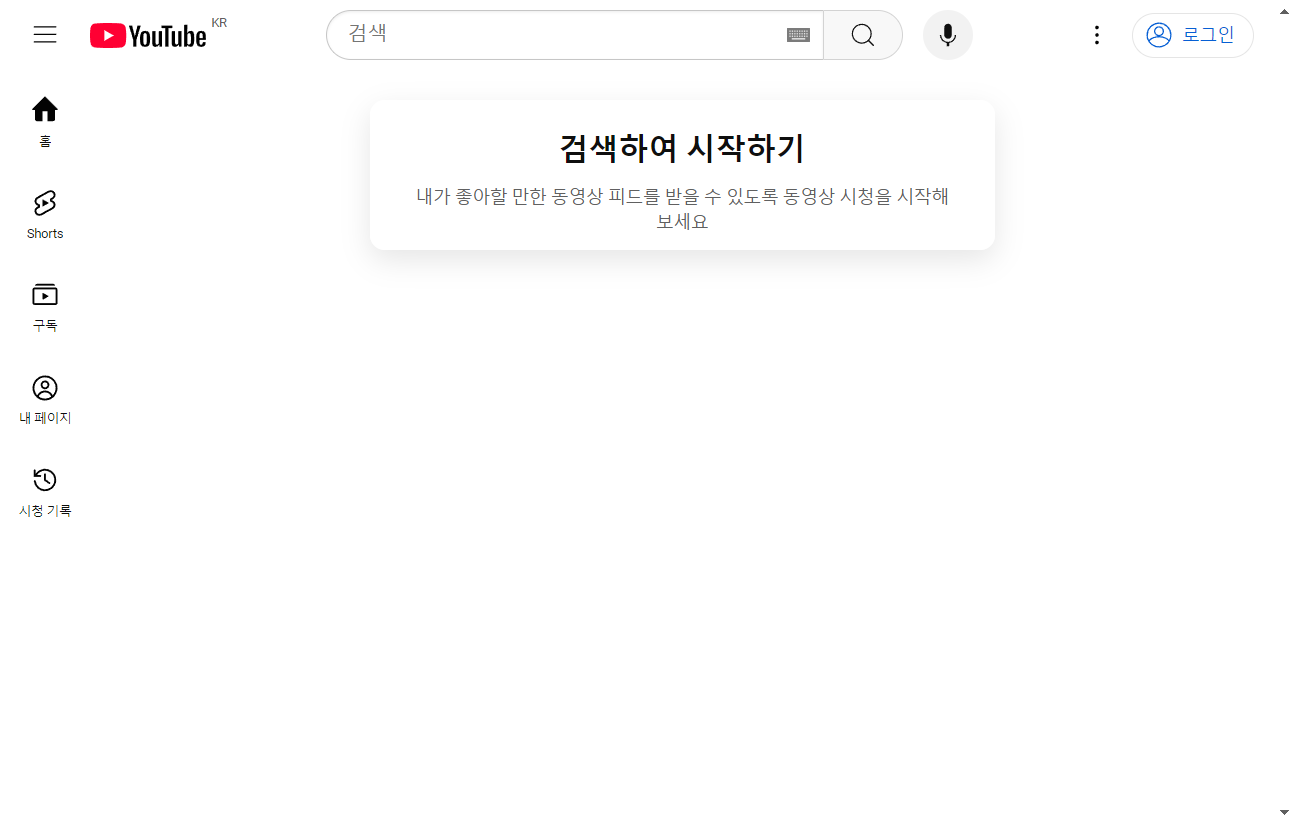 YouTube KR
검색
로그인
홈
Shorts
구독
내 페이지
시청 기록
검색하여 시작하기
내가 좋아할 만한 동영상 피드를 받을 수 있도록 동영상 시청을 시작해
보세요